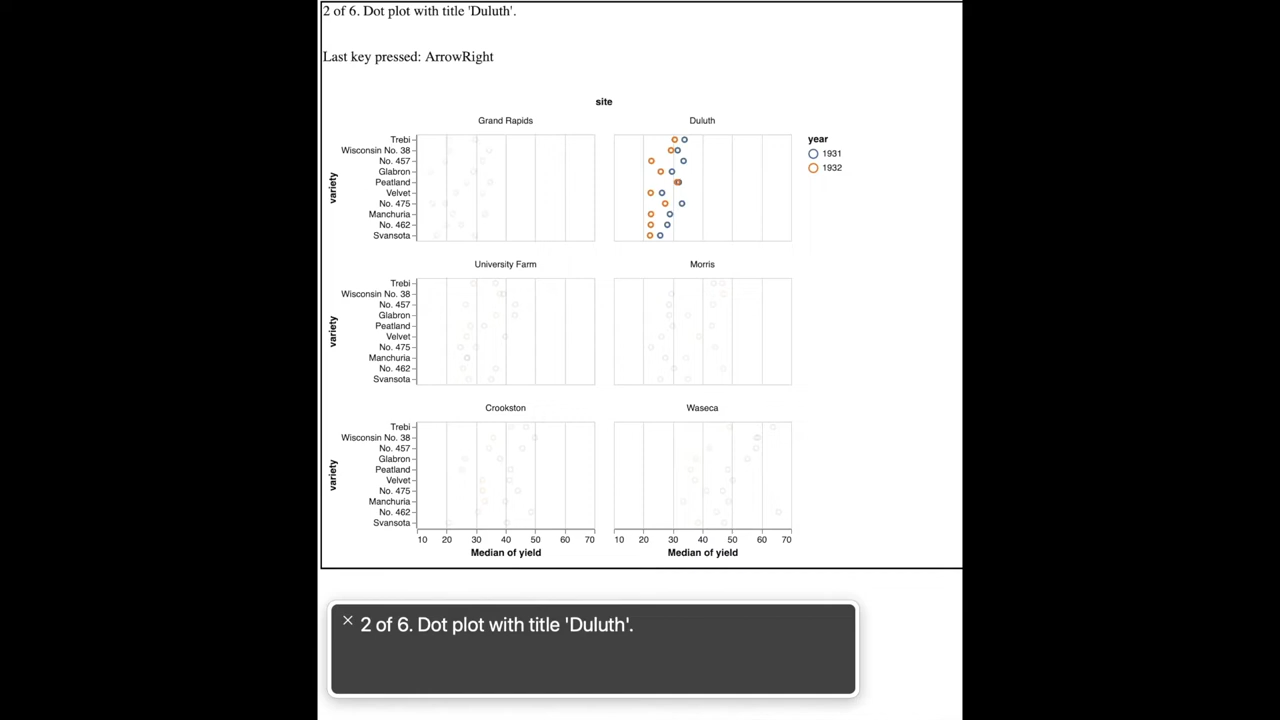 2 of 6. Dot plot with title 'Duluth'.
Last key pressed: ArrowRight
site
Grand Rapids
Duluth
year
1931
1932
variety
Trebi
Wisconsin No. 38
No. 457
Glabron
Peatland
Velvet
No. 475
Manchuria
No. 462
Svansota
University Farm
Morris
variety
Trebi
Wisconsin No. 38
No. 457
Glabron
Peatland
Velvet
No. 475
Manchuria
No. 462
Svansota
Crookston
Waseca
variety
Trebi
Wisconsin No. 38
No. 457
Glabron
Peatland
Velvet
No. 475
Manchuria
No. 462
Svansota
10 20 30 40 50 60 70
10 20 30 40 50 60 70
Median of yield
Median of yield
2 of 6. Dot plot with title 'Duluth'.